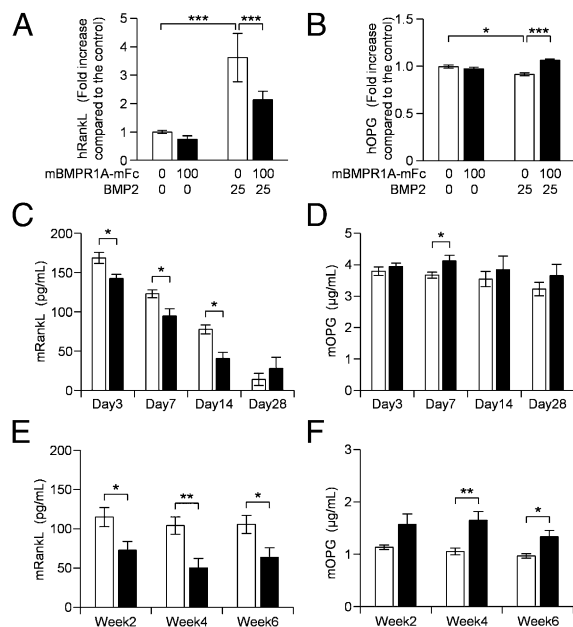 A
hRankL (Fold increase
compared to the control)
5
4
3
2
1
0
***
***
mBMPR1A-mFc 0 100 0 100
BMP2 0 0 25 25
B
hOPG (Fold increase
compared to the control)
1.5
1.0
0.5
0
*
***
mBMPR1A-mFc 0 100 0 100
BMP2 0 0 25 25
C
mRankL (pg/mL)
200
150
100
50
0
*
*
*
Day3 Day7 Day14 Day28
D
mOPG (µg/mL)
5
4
3
2
1
0
*
Day3 Day7 Day14 Day28
E
mRankL (pg/mL)
200
150
100
50
0
*
**
*
Week2 Week4 Week6
F
mOPG (µg/mL)
3
2
1
0
**
*
Week2 Week4 Week6